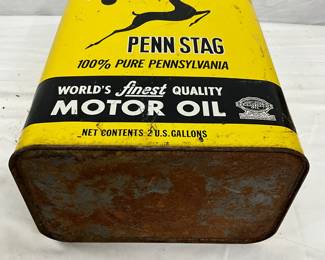 PENN STAG
100% PURE PENNSYLVANIA
WORLD'S finest QUALITY
MOTOR OIL
NET CONTENTS 2 U.S. GALLONS